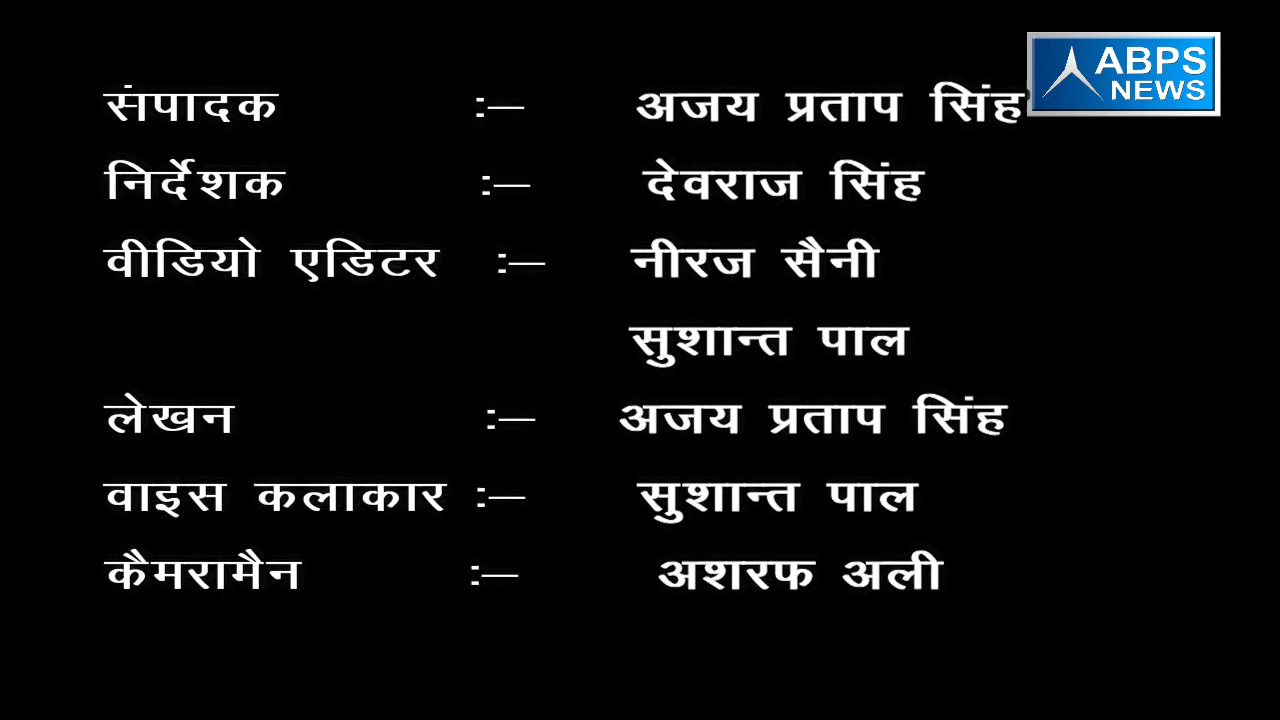 संपादक :— अजय प्रताप सिंह
ABPS
NEWS
निर्देशक :— देवराज सिंह
वीडियो एडिटर :— नीरज सैनी
सुशान्त पाल
लेखन :— अजय प्रताप सिंह
वाइस कलाकार :— सुशान्त पाल
कैमरामैन :— अशरफ अली